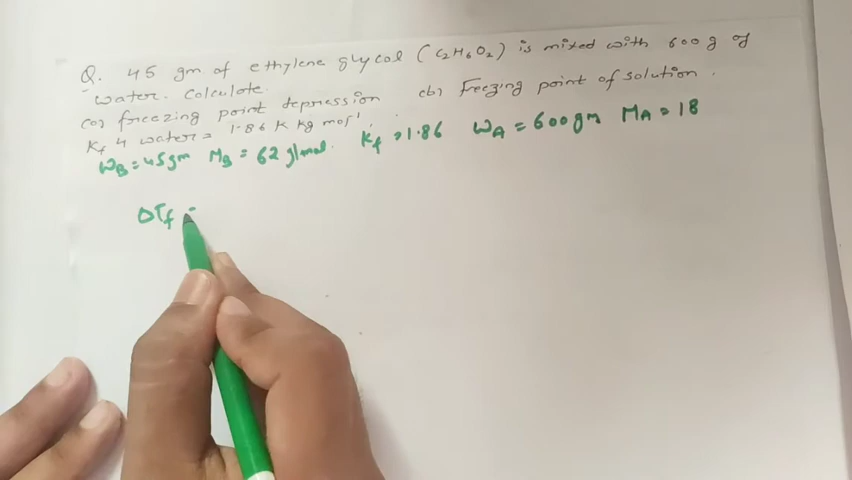 Q. 45 gm of ethylene glycol (C2H6O2) is mixed with 600 g of
water. Calculate
(a) freezing point depression (b) Freezing point of solution.
Kf 4 water = 1.86 K Kg mol-1.
WB = 45 gm MB = 62 g/mol. Kf = 1.86 WA = 600 gm MA = 18
ΔTf =